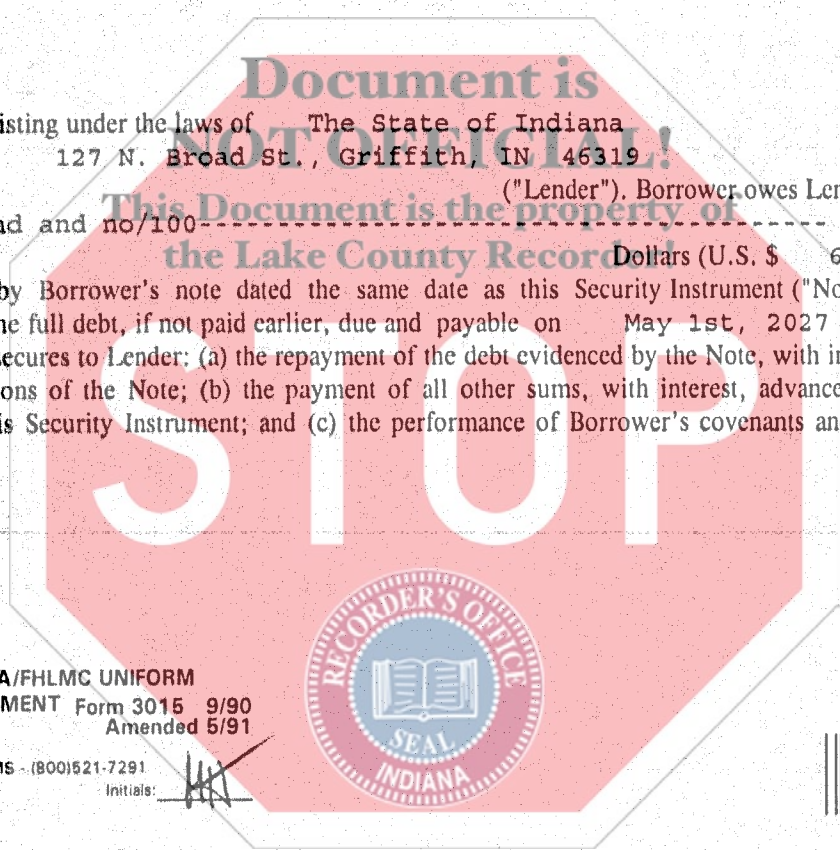 Document is
isting under the laws of The State of Indiana
NOT OFFICIAL!
127 N. Broad St., Griffith, IN 46319
("Lender"). Borrower owes Len
This Document is the property of
ad and no/100--------------------------------------------------
the Lake County Recorder!
Dollars (U.S. $ 6
by Borrower's note dated the same date as this Security Instrument ("No
he full debt, if not paid earlier, due and payable on May 1st, 2027
ecures to Lender; (a) the repayment of the debt evidenced by the Note, with in
ons of the Note; (b) the payment of all other sums, with interest, advance
is Security Instrument; and (c) the performance of Borrower's covenants an
STOP
RECORDER'S OFFICE
SEAL
INDIANA
A/FHLMC UNIFORM
MENT Form 3015 9/90
Amended 5/91
MS - (800)521-7291
Initials: